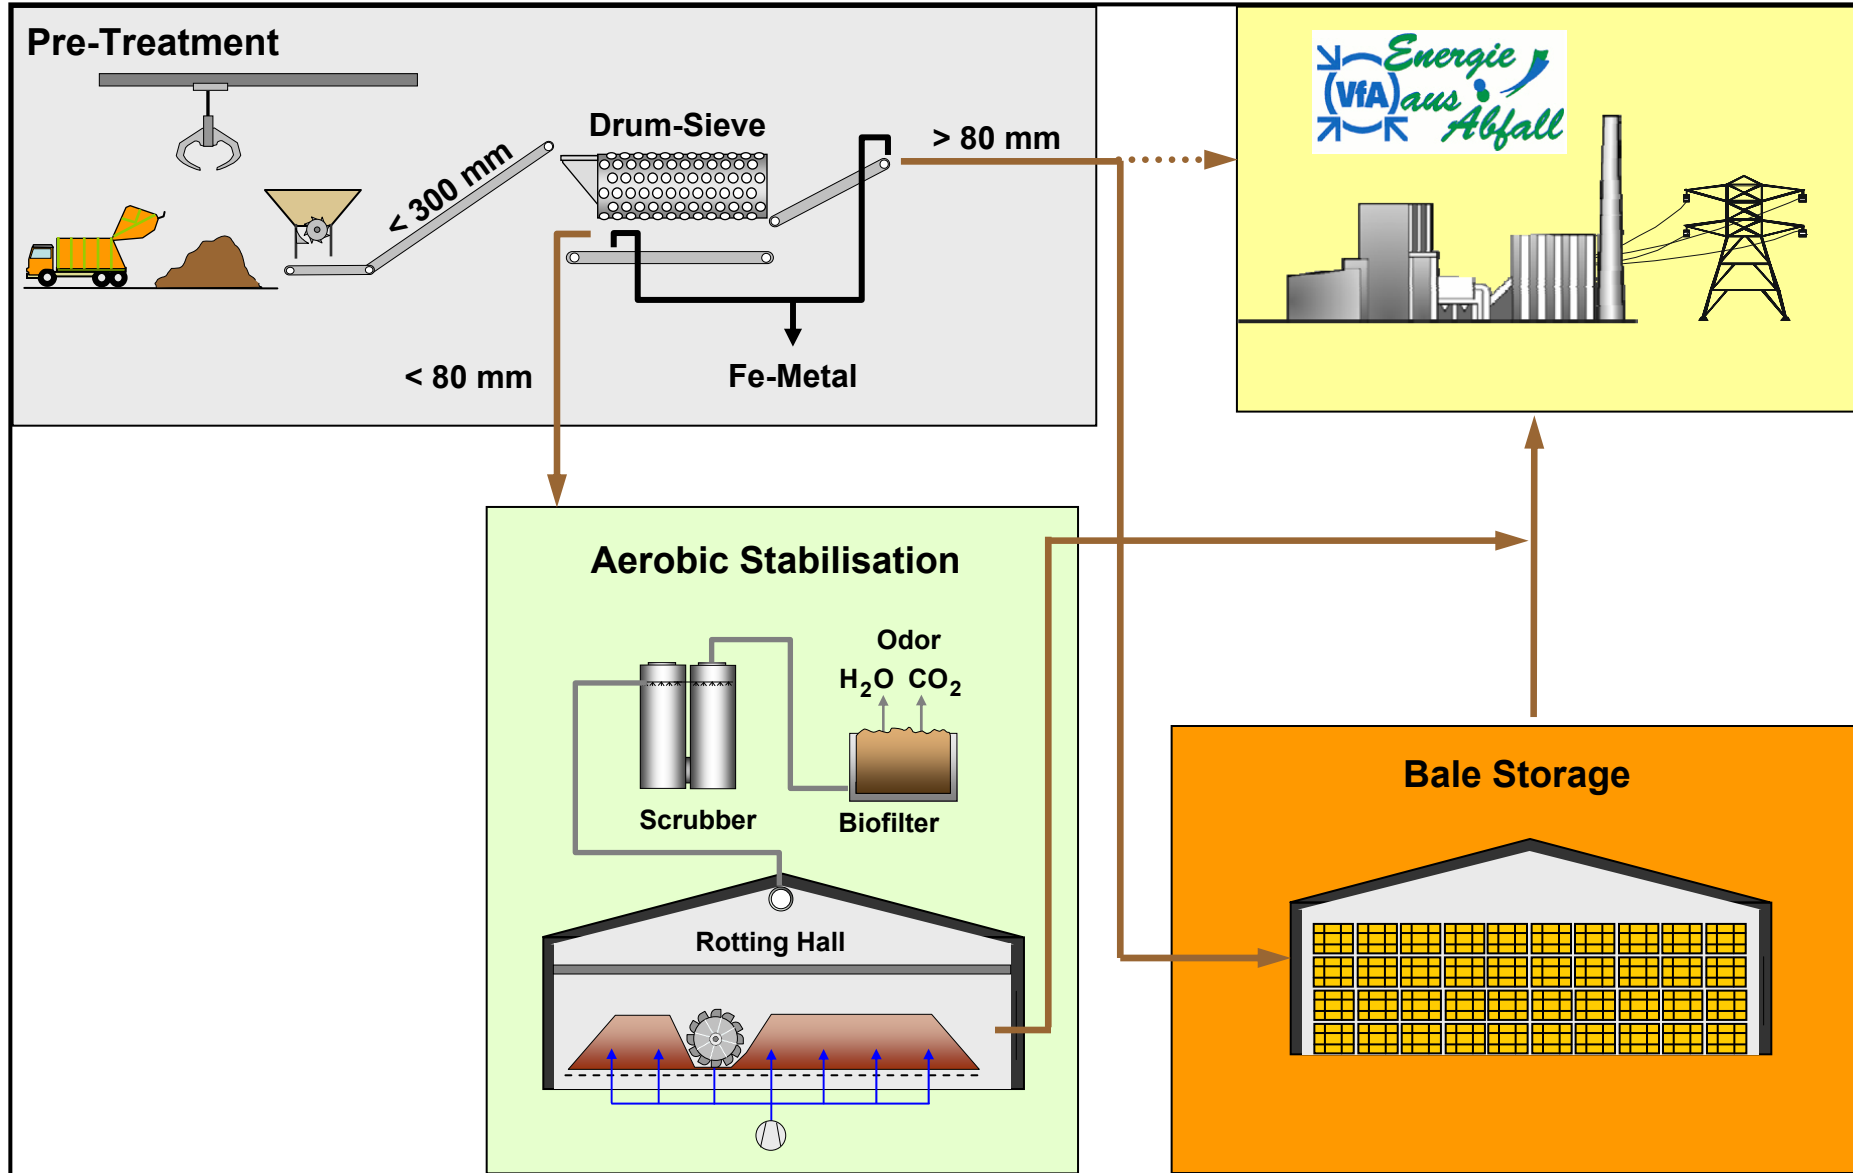 Pre-Treatment
Drum-Sieve
> 80 mm
< 300 mm
< 80 mm
Fe-Metal
VfA
Energie
aus
Abfall
Aerobic Stabilisation
Odor
H₂O CO₂
Scrubber
Biofilter
Rotting Hall
Bale Storage